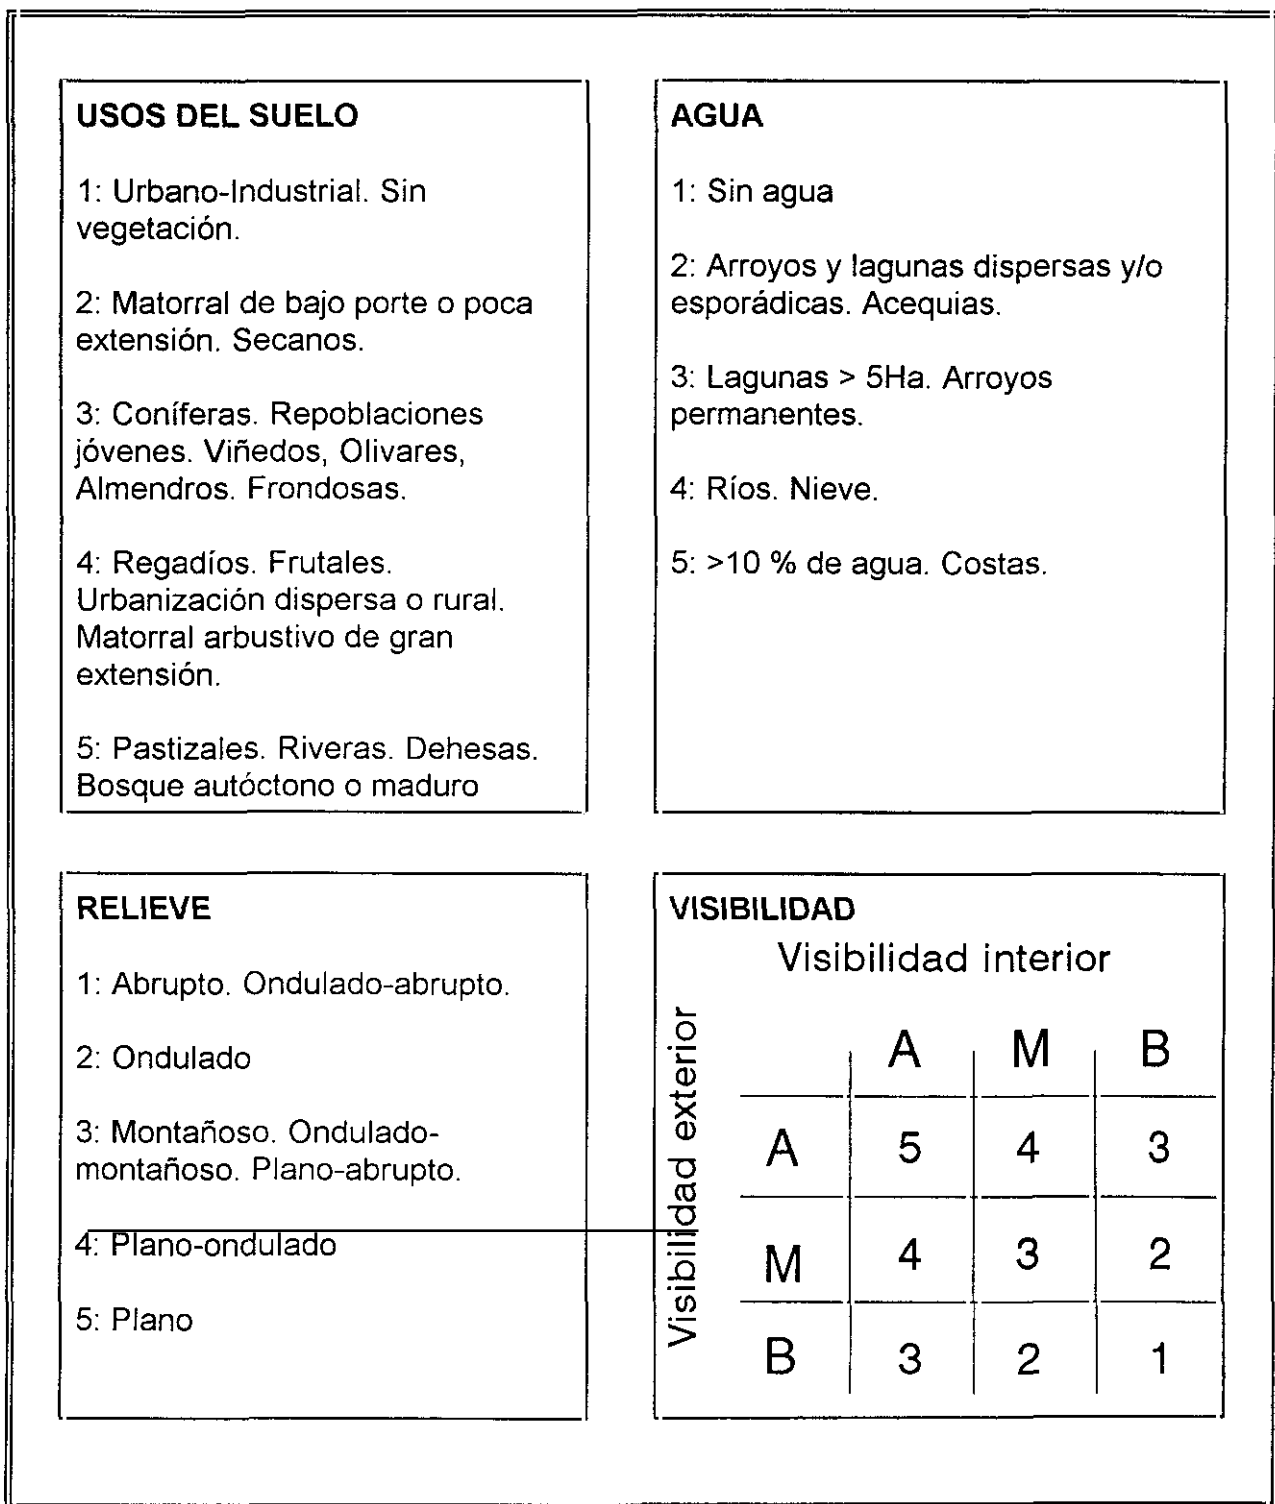 USOS DEL SUELO
1: Urbano-Industrial. Sin
vegetación.
2: Matorral de bajo porte o poca
extensión. Secanos.
3: Coníferas. Repoblaciones
jóvenes. Viñedos, Olivares,
Almendros. Frondosas.
4: Regadíos. Frutales.
Urbanización dispersa o rural.
Matorral arbustivo de gran
extensión.
5: Pastizales. Riveras. Dehesas.
Bosque autóctono o maduro
AGUA
1: Sin agua
2: Arroyos y lagunas dispersas y/o
esporádicas. Acequias.
3: Lagunas > 5Ha. Arroyos
permanentes.
4: Ríos. Nieve.
5: >10 % de agua. Costas.
RELIEVE
1: Abrupto. Ondulado-abrupto.
2: Ondulado
3: Montañoso. Ondulado-
montañoso. Plano-abrupto.
4: Plano-ondulado
5: Plano
VISIBILIDAD
Visibilidad interior
Visibilidad exterior
A M B
A 5 4 3
M 4 3 2
B 3 2 1